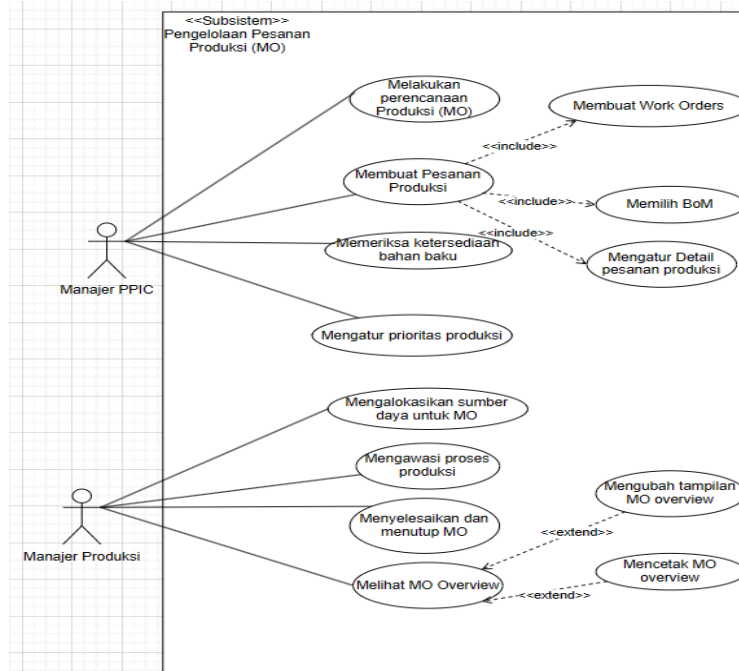 <<Subsistem>>
Pengelolaan Pesanan
Produksi (MO)
Melakukan
perencanaan
Produksi (MO)
Membuat Work Orders
<<include>>
Membuat Pesanan
Produksi
<<include>>
Memilih BoM
<<include>>
Memeriksa ketersediaan
bahan baku
Mengatur Detail
pesanan produksi
Manajer PPIC
Mengatur prioritas produksi
Mengalokasikan sumber
daya untuk MO
Mengawasi proses
produksi
Mengubah tampilan
MO overview
Menyelesaikan dan
menutup MO
<<extend>>
Manajer Produksi
Melihat MO Overview
Mencetak MO
overview
<<extend>>